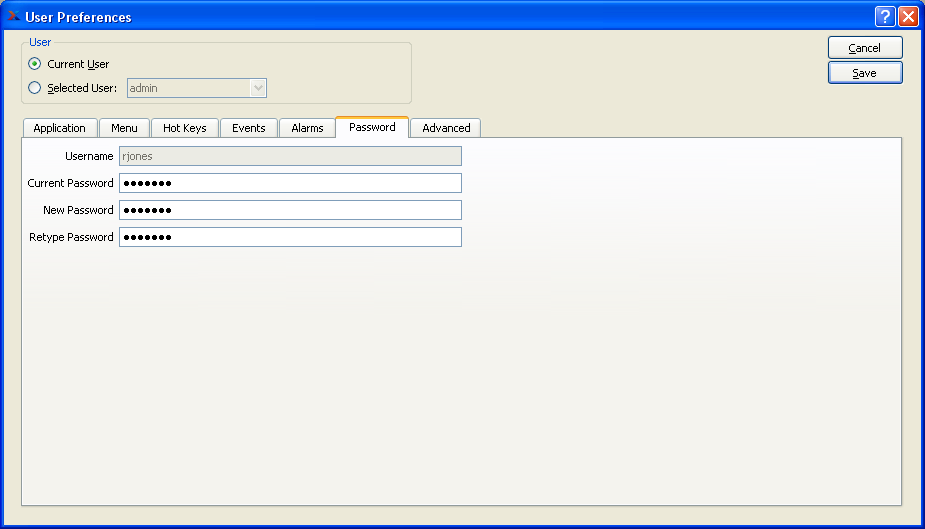 User Preferences
User
Current User
Selected User: admin
Cancel
Save
Application Menu Hot Keys Events Alarms Password Advanced
Username rjones
Current Password •••••••
New Password •••••••
Retype Password •••••••